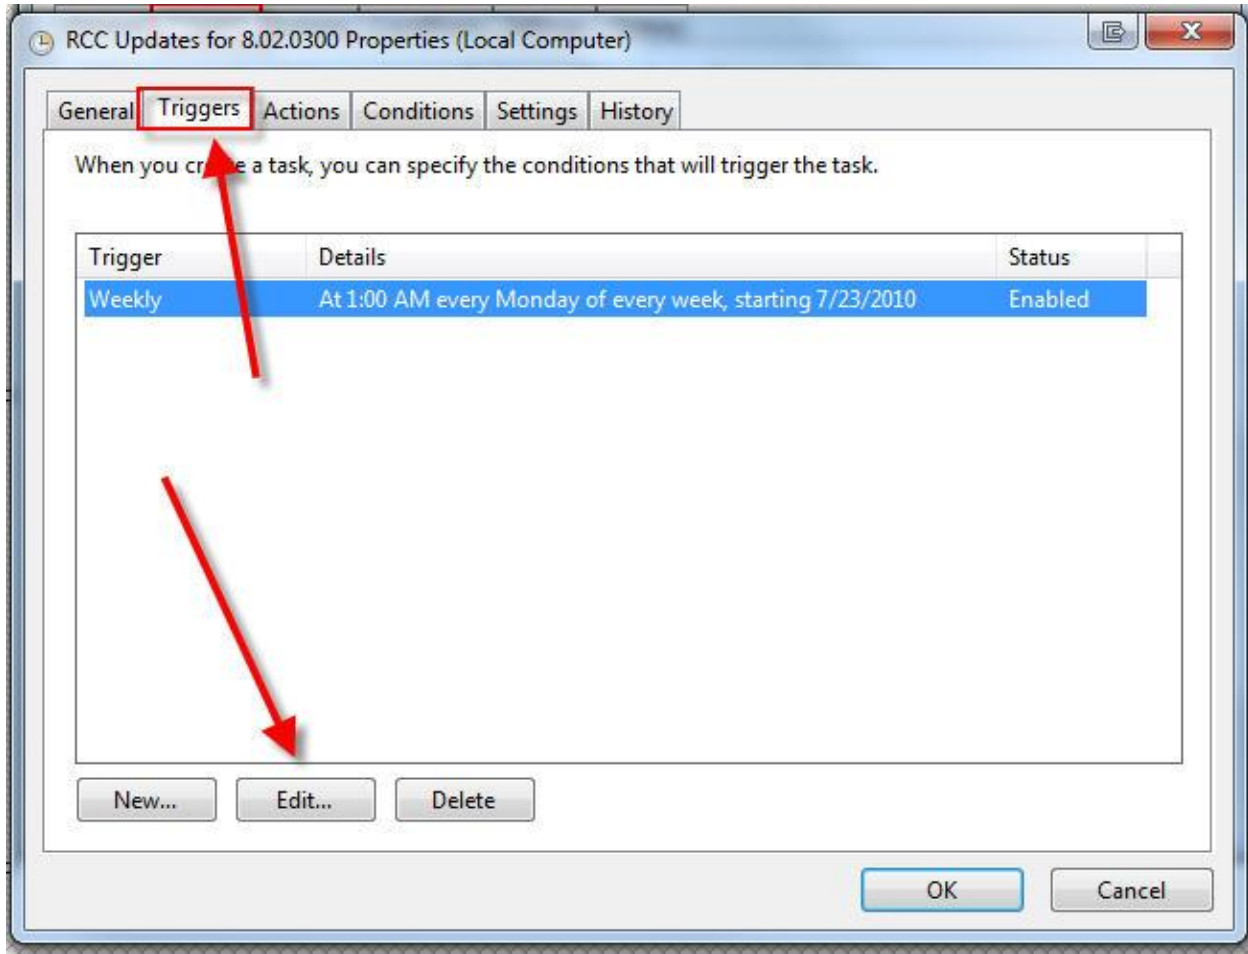 RCC Updates for 8.02.0300 Properties (Local Computer)
General Triggers Actions Conditions Settings History
When you create a task, you can specify the conditions that will trigger the task.
Trigger Details Status
Weekly At 1:00 AM every Monday of every week, starting 7/23/2010 Enabled
New... Edit... Delete
OK Cancel